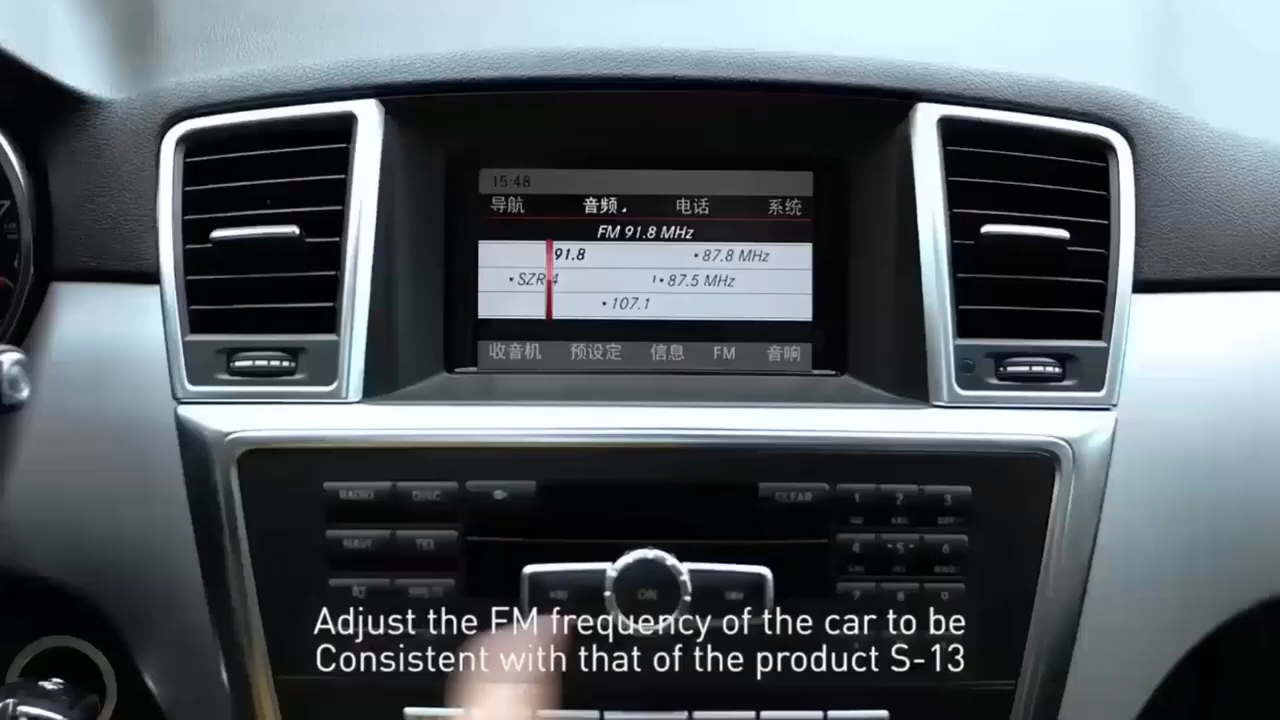 15:48
导航 音频 电话 系统
FM 91.8 MHz
91.8 • 87.8 MHz
• SZR 4 • 87.5 MHz
• 107.1
收音机 预设定 信息 FM 音响
RADIO DISC CLEAR 1 2 3
NAVI TEL 4 5 6
7 8 9
Adjust the FM frequency of the car to be
Consistent with that of the product S-13